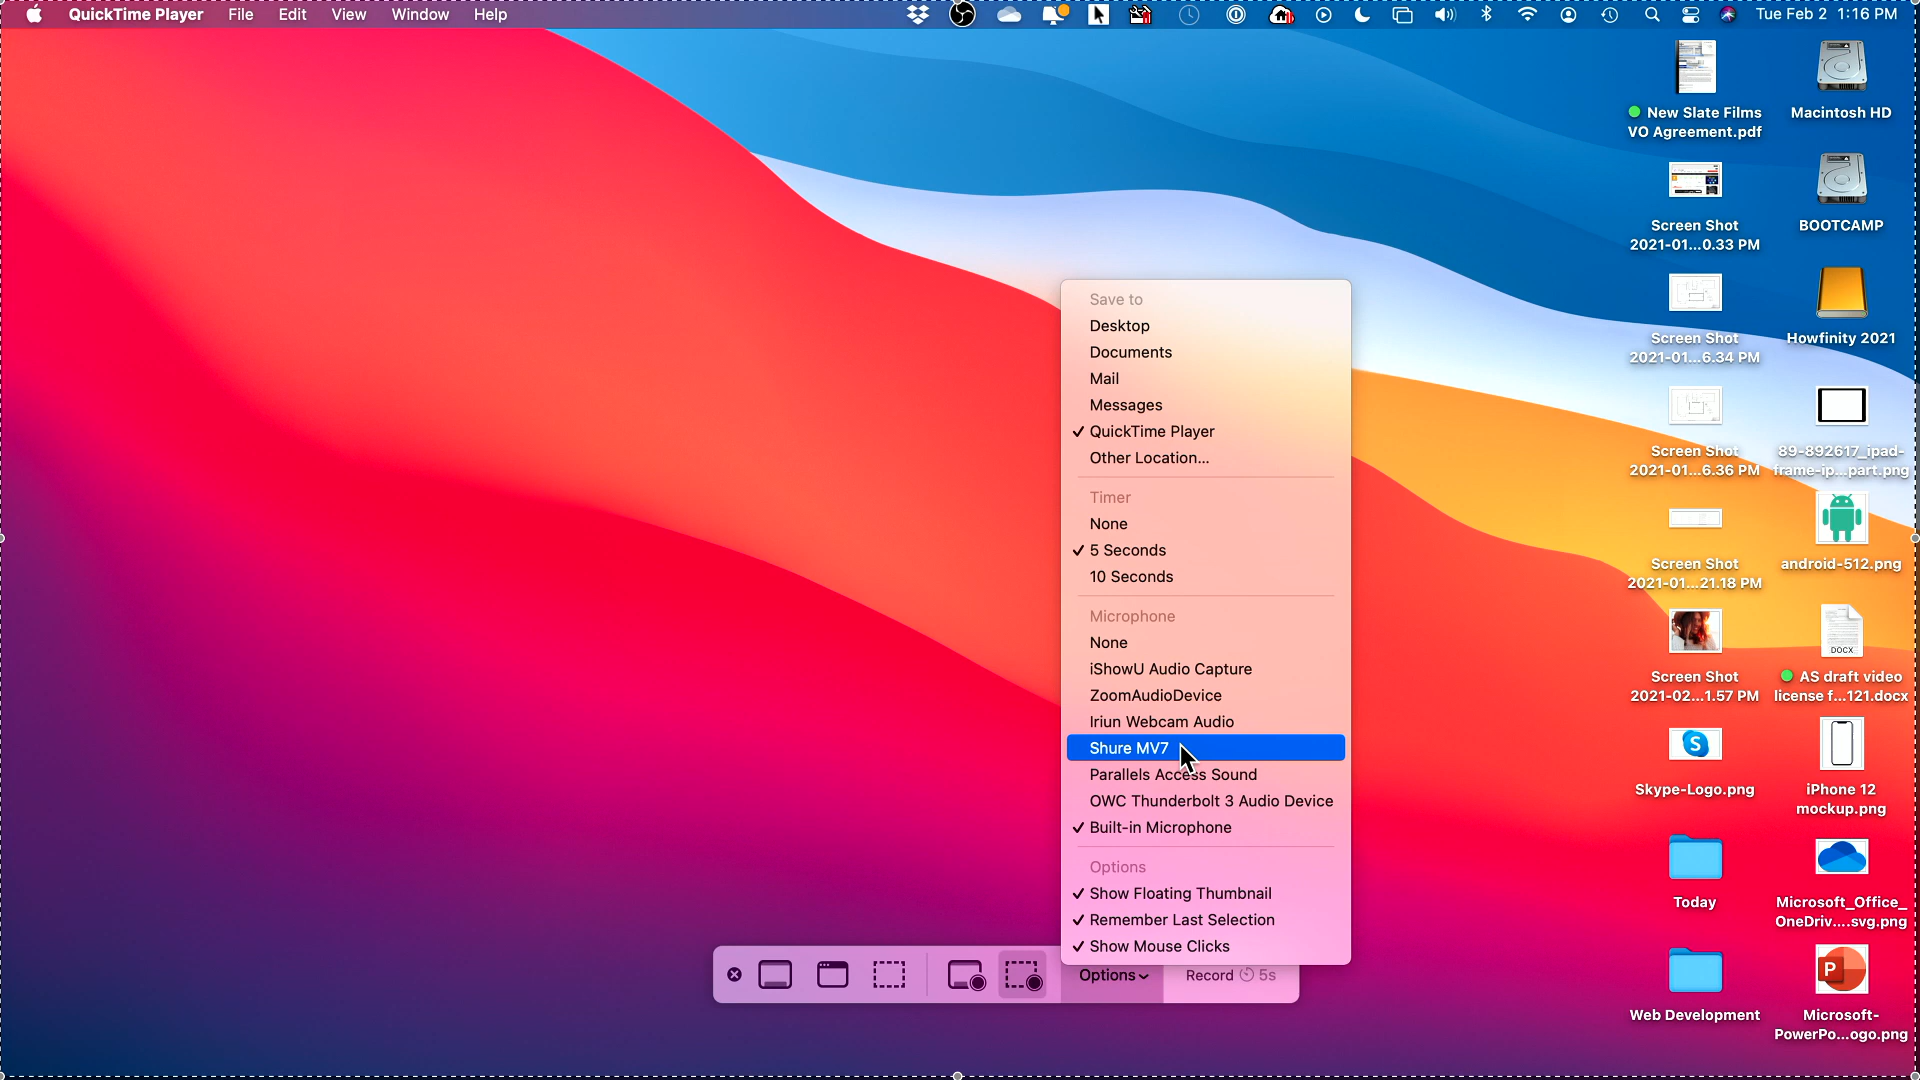 QuickTime Player File Edit View Window Help
Tue Feb 2 1:16 PM
New Slate Films
VO Agreement.pdf
Macintosh HD
Screen Shot
2021-01...0.33 PM
BOOTCAMP
Screen Shot
2021-01...6.34 PM
Howfinity 2021
Screen Shot
2021-01...6.36 PM
89-892617_ipad-
frame-ip...part.png
Screen Shot
2021-01...21.18 PM
android-512.png
DOCX
Screen Shot
2021-02...1.57 PM
AS draft video
license f...121.docx
Skype-Logo.png
iPhone 12
mockup.png
Today
Microsoft_Office_
OneDriv....svg.png
Web Development
Microsoft-
PowerPo...ogo.png
Save to
Desktop
Documents
Mail
Messages
✓ QuickTime Player
Other Location...
Timer
None
✓ 5 Seconds
10 Seconds
Microphone
None
iShowU Audio Capture
ZoomAudioDevice
Iriun Webcam Audio
Shure MV7
Parallels Access Sound
OWC Thunderbolt 3 Audio Device
✓ Built-in Microphone
Options
✓ Show Floating Thumbnail
✓ Remember Last Selection
✓ Show Mouse Clicks
Options
Record 5s